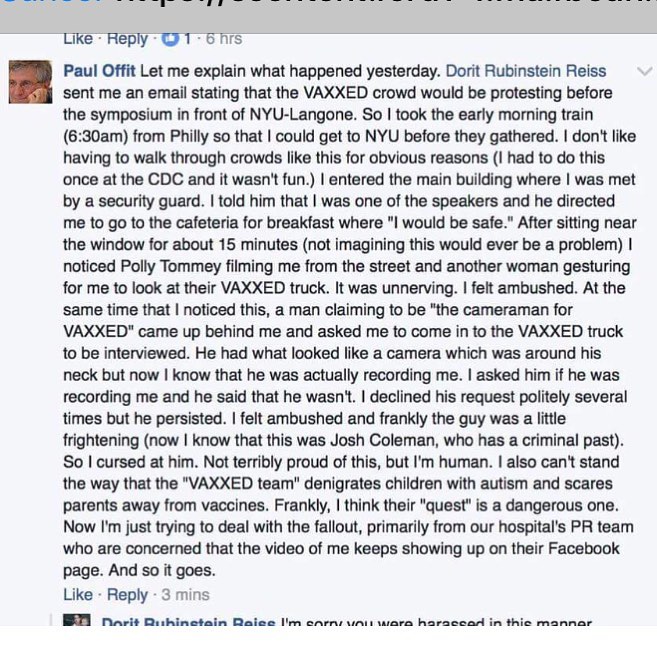 Like · Reply · 1 · 6 hrs
Paul Offit Let me explain what happened yesterday. Dorit Rubinstein Reiss
sent me an email stating that the VAXXED crowd would be protesting before
the symposium in front of NYU-Langone. So I took the early morning train
(6:30am) from Philly so that I could get to NYU before they gathered. I don't like
having to walk through crowds like this for obvious reasons (I had to do this
once at the CDC and it wasn't fun.) I entered the main building where I was met
by a security guard. I told him that I was one of the speakers and he directed
me to go to the cafeteria for breakfast where "I would be safe." After sitting near
the window for about 15 minutes (not imagining this would ever be a problem) I
noticed Polly Tommey filming me from the street and another woman gesturing
for me to look at their VAXXED truck. It was unnerving. I felt ambushed. At the
same time that I noticed this, a man claiming to be "the cameraman for
VAXXED" came up behind me and asked me to come in to the VAXXED truck
to be interviewed. He had what looked like a camera which was around his
neck but now I know that he was actually recording me. I asked him if he was
recording me and he said that he wasn't. I declined his request politely several
times but he persisted. I felt ambushed and frankly the guy was a little
frightening (now I know that this was Josh Coleman, who has a criminal past).
So I cursed at him. Not terribly proud of this, but I'm human. I also can't stand
the way that the "VAXXED team" denigrates children with autism and scares
parents away from vaccines. Frankly, I think their "quest" is a dangerous one.
Now I'm just trying to deal with the fallout, primarily from our hospital's PR team
who are concerned that the video of me keeps showing up on their Facebook
page. And so it goes.
Like · Reply · 3 mins
Dorit Rubinstein Reiss I'm sorry you were harassed in this manner